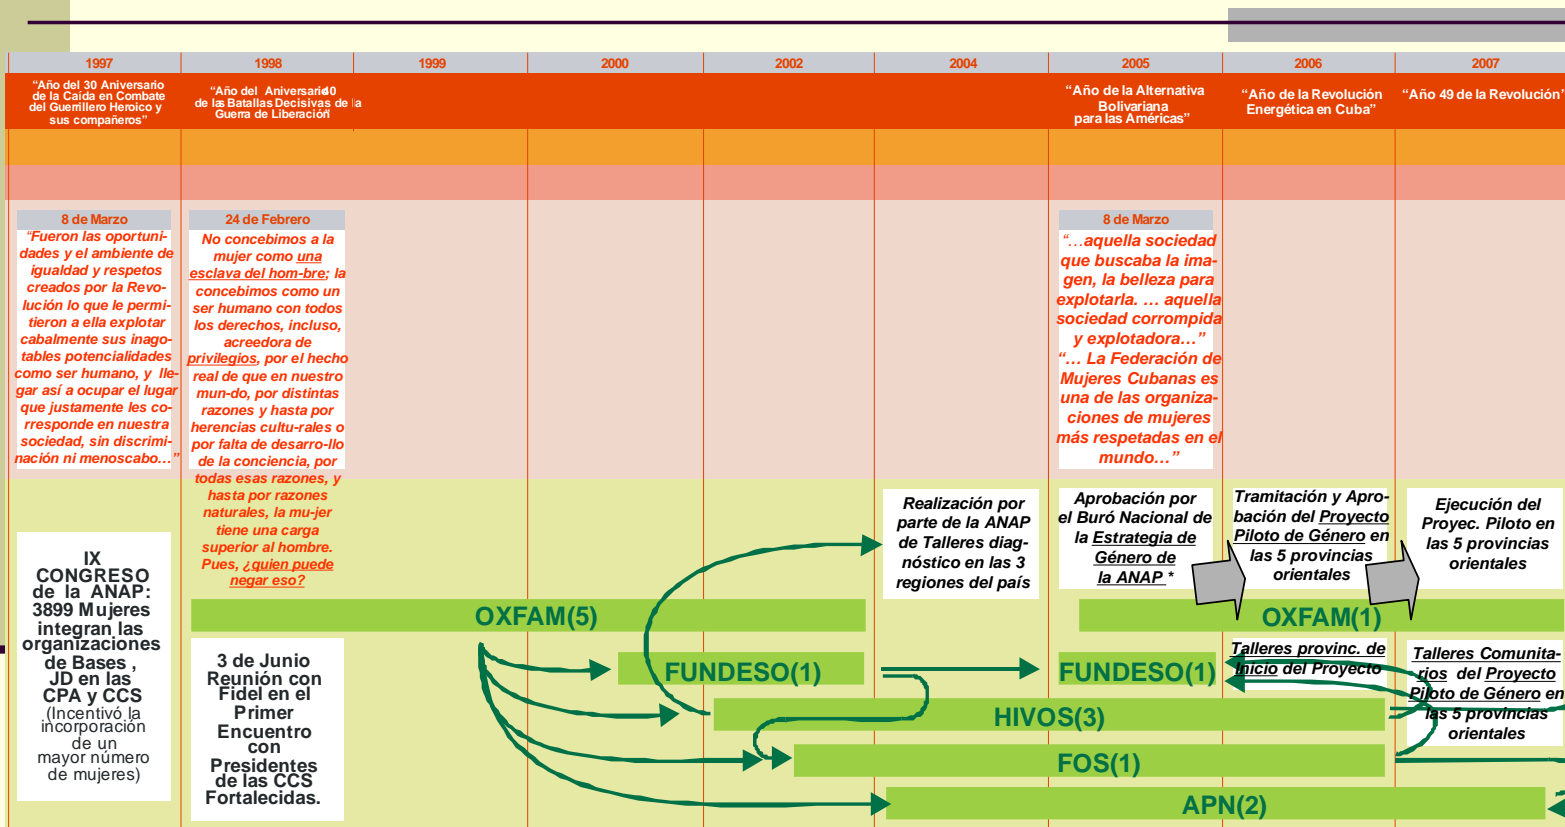 1997
1998
1999
2000
2002
2004
2005
2006
2007
“Año del 30 Aniversario
de la Caida en Combate
del Guerrillero Heroico y
sus compañeros”
“Año del Aniversario40
de las Batallas Decisivas de la
Guerra de Liberación”
“Año de la Alternativa
Bolivariana
para las Américas”
“Año de la Revolución
Energética en Cuba”
“Año 49 de la Revolución”
8 de Marzo
“Fueron las oportuni-
dades y el ambiente de
igualdad y respetos
creados por la Revo-
lución lo que le permi-
tieron a ella explotar
cabalmente sus inago-
tables potencialidades
como ser humano, y lle-
gar así a ocupar el lugar
que justamente les co-
rresponde en nuestra
sociedad, sin discrimi-
nación ni menoscabo…”
24 de Febrero
No concebimos a la
mujer como una
esclava del hom-bre; la
concebimos como un
ser humano con todos
los derechos, incluso,
acreedora de
privilegios, por el hecho
real de que en nuestro
mun-do, por distintas
razones y hasta por
herencias cultu-rales o
por falta de desarro-llo
de la conciencia, por
todas esas razones, y
hasta por razones
naturales, la mu-jer
tiene una carga
superior al hombre.
Pues, ¿quien puede
negar eso?
8 de Marzo
“…aquella sociedad
que buscaba la ima-
gen, la belleza para
explotarla. … aquella
sociedad corrompida
y explotadora…”
“… La Federación de
Mujeres Cubanas es
una de las organiza-
ciones de mujeres
más respetadas en el
mundo…”
IX
CONGRESO
de la ANAP:
3899 Mujeres
integran las
organizaciones
de Bases ,
JD en las
CPA y CCS
(Incentivó la
incorporación
de un
mayor número
de mujeres)
3 de Junio
Reunión con
Fidel en el
Primer
Encuentro
con
Presidentes
de las CCS
Fortalecidas.
Realización por
parte de la ANAP
de Talleres diag-
nóstico en las 3
regiones del país
Aprobación por
el Buró Nacional de
la Estrategia de
Género de
la ANAP *
Tramitación y Apro-
bación del Proyecto
Piloto de Género en
las 5 provincias
orientales
Ejecución del
Proyec. Piloto en
las 5 provincias
orientales
OXFAM(5)
OXFAM(1)
FUNDESO(1)
FUNDESO(1)
Talleres provinc. de
Inicio del Proyecto
Talleres Comunita-
rios del Proyecto
Piloto de Género en
las 5 provincias
orientales
HIVOS(3)
FOS(1)
APN(2)